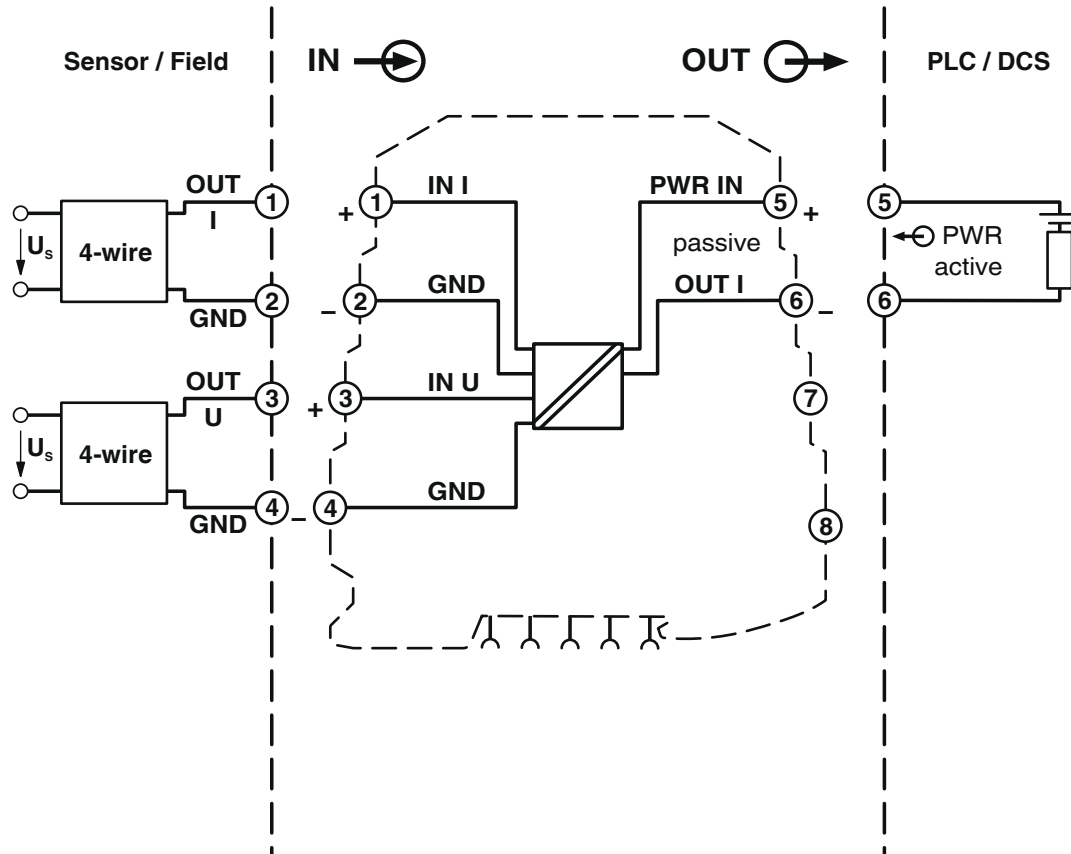 Sensor / Field
IN
OUT
PLC / DCS
OUT
I
1
Us
4-wire
2
GND
OUT
U
3
Us
4-wire
4
GND
+
1
IN I
–
2
GND
+
3
IN U
–
4
GND
PWR IN
5
+
passive
OUT I
6
–
7
8
5
PWR
active
6